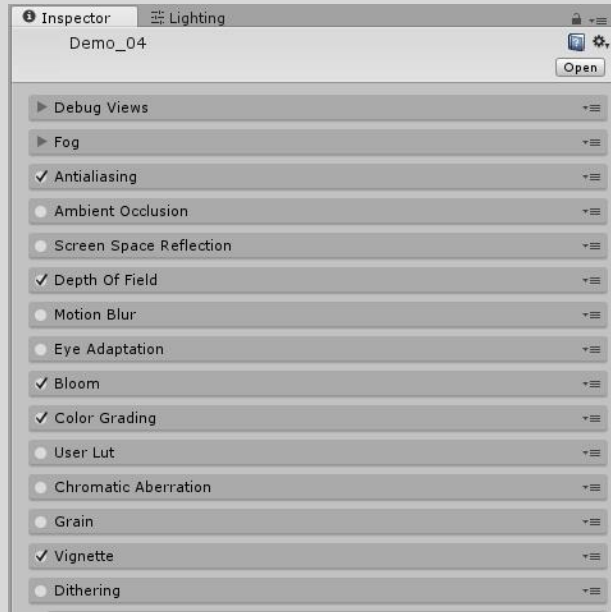 Inspector Lighting
Demo_04
Open
Debug Views
Fog
Antialiasing
Ambient Occlusion
Screen Space Reflection
Depth Of Field
Motion Blur
Eye Adaptation
Bloom
Color Grading
User Lut
Chromatic Aberration
Grain
Vignette
Dithering